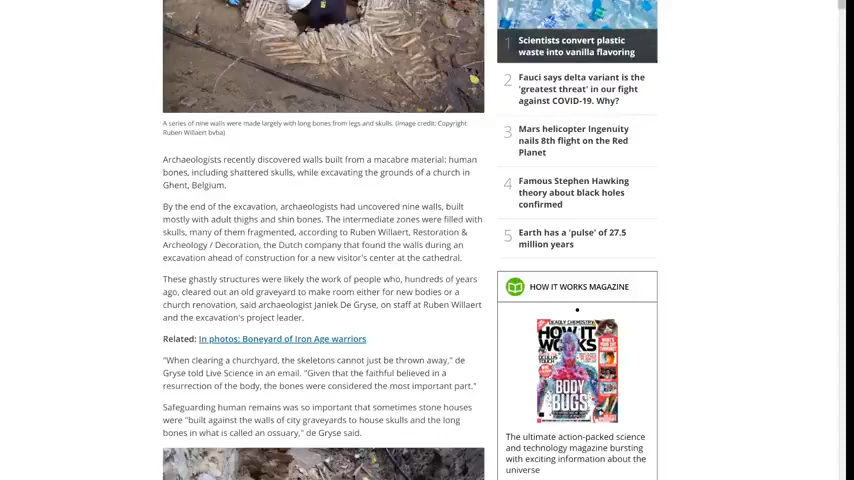 A series of nine walls were made largely with long bones from legs and skulls. (Image credit: Copyright
Ruben Willaert bvba)
Archaeologists recently discovered walls built from a macabre material: human
bones, including shattered skulls, while excavating the grounds of a church in
Ghent, Belgium.
By the end of the excavation, archaeologists had uncovered nine walls, built
mostly with adult thighs and shin bones. The intermediate zones were filled with
skulls, many of them fragmented, according to Ruben Willaert, Restoration &
Archeology / Decoration, the Dutch company that found the walls during an
excavation ahead of construction for a new visitor's center at the cathedral.
These ghastly structures were likely the work of people who, hundreds of years
ago, cleared out an old graveyard to make room either for new bodies or a
church renovation, said archaeologist Janiek De Gryse, on staff at Ruben Willaert
and the excavation's project leader.
Related: In photos: Boneyard of Iron Age warriors
"When clearing a churchyard, the skeletons cannot just be thrown away," de
Gryse told Live Science in an email. "Given that the faithful believed in a
resurrection of the body, the bones were considered the most important part."
Safeguarding human remains was so important that sometimes stone houses
were "built against the walls of city graveyards to house skulls and the long
bones in what is called an ossuary," de Gryse said.
1 Scientists convert plastic
waste into vanilla flavoring
2 Fauci says delta variant is the
'greatest threat' in our fight
against COVID-19. Why?
3 Mars helicopter Ingenuity
nails 8th flight on the Red
Planet
4 Famous Stephen Hawking
theory about black holes
confirmed
5 Earth has a 'pulse' of 27.5
million years
HOW IT WORKS MAGAZINE
DEADLY CHEMISTRY
HOW IT
WORKS
BODY
BUGS
The ultimate action-packed science
and technology magazine bursting
with exciting information about the
universe